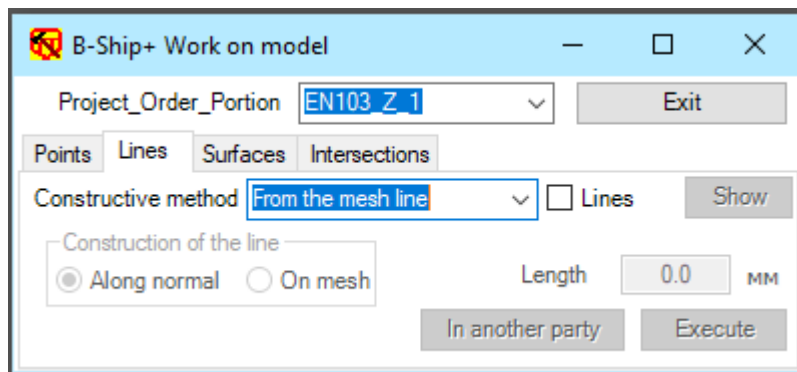 B-Ship+ Work on model
Project_Order_Portion EN103_Z_1 Exit
Points Lines Surfaces Intersections
Constructive method From the mesh line Lines Show
Construction of the line
Along normal On mesh Length 0.0 мм
In another party Execute